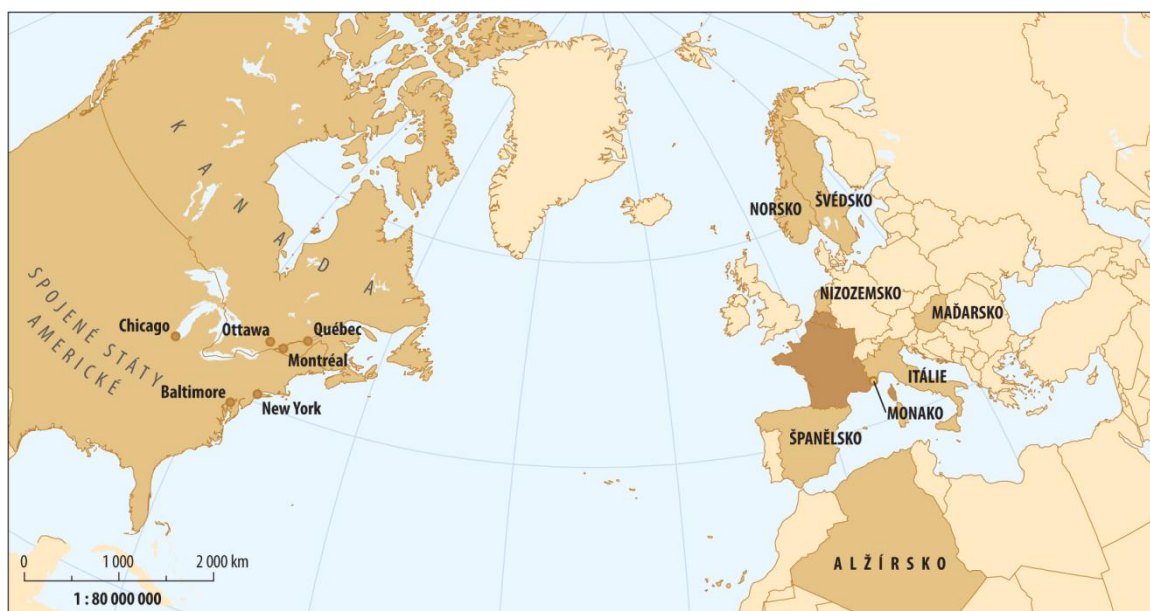 KANADA
SPOJENÉ STÁTY
AMERICKÉ
Chicago
Ottawa
Québec
Montréal
Baltimore
New York
NORSKO
ŠVÉDSKO
NIZOZEMSKO
MAĎARSKO
ITÁLIE
MONAKO
ŠPANĚLSKO
ALŽÍRSKO
0 1 000 2 000 km
1 : 80 000 000